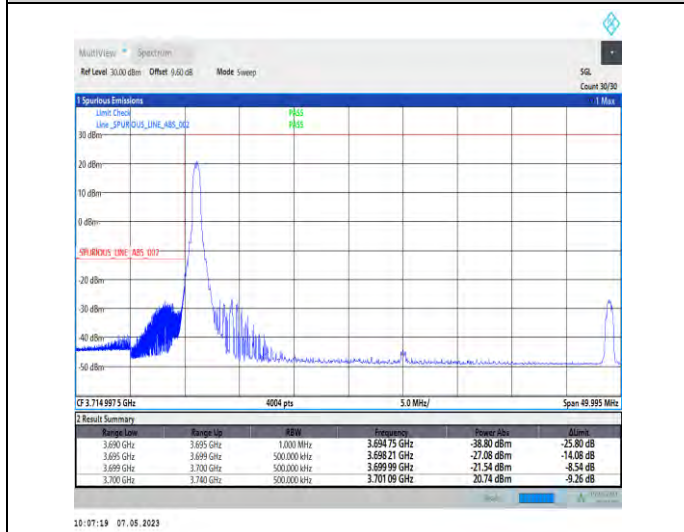 MultiView Spectrum
Ref Level 30.00 dBm Offset 9.60 dB Mode Sweep SGL
Count 30/30
1 Spurious Emissions 1 Max
Limit Check PASS
Line _SPURIOUS_LINE_ABS_002 PASS
30 dBm
20 dBm
10 dBm
0 dBm
_SPURIOUS_LINE_ABS_002
-20 dBm
-30 dBm
-40 dBm
-50 dBm
CF 3.714 997 5 GHz 4004 pts 5.0 MHz/ Span 49.995 MHz
2 Result Summary
Range Low Range Up RBW Frequency Power Abs ΔLimit
3.690 GHz 3.695 GHz 1.000 MHz 3.694 75 GHz -38.80 dBm -25.80 dB
3.695 GHz 3.699 GHz 500.000 kHz 3.698 21 GHz -27.08 dBm -14.08 dB
3.699 GHz 3.700 GHz 500.000 kHz 3.699 99 GHz -21.54 dBm -8.54 dB
3.700 GHz 3.740 GHz 500.000 kHz 3.701 09 GHz 20.74 dBm -9.26 dB
10:07:19 07.05.2023